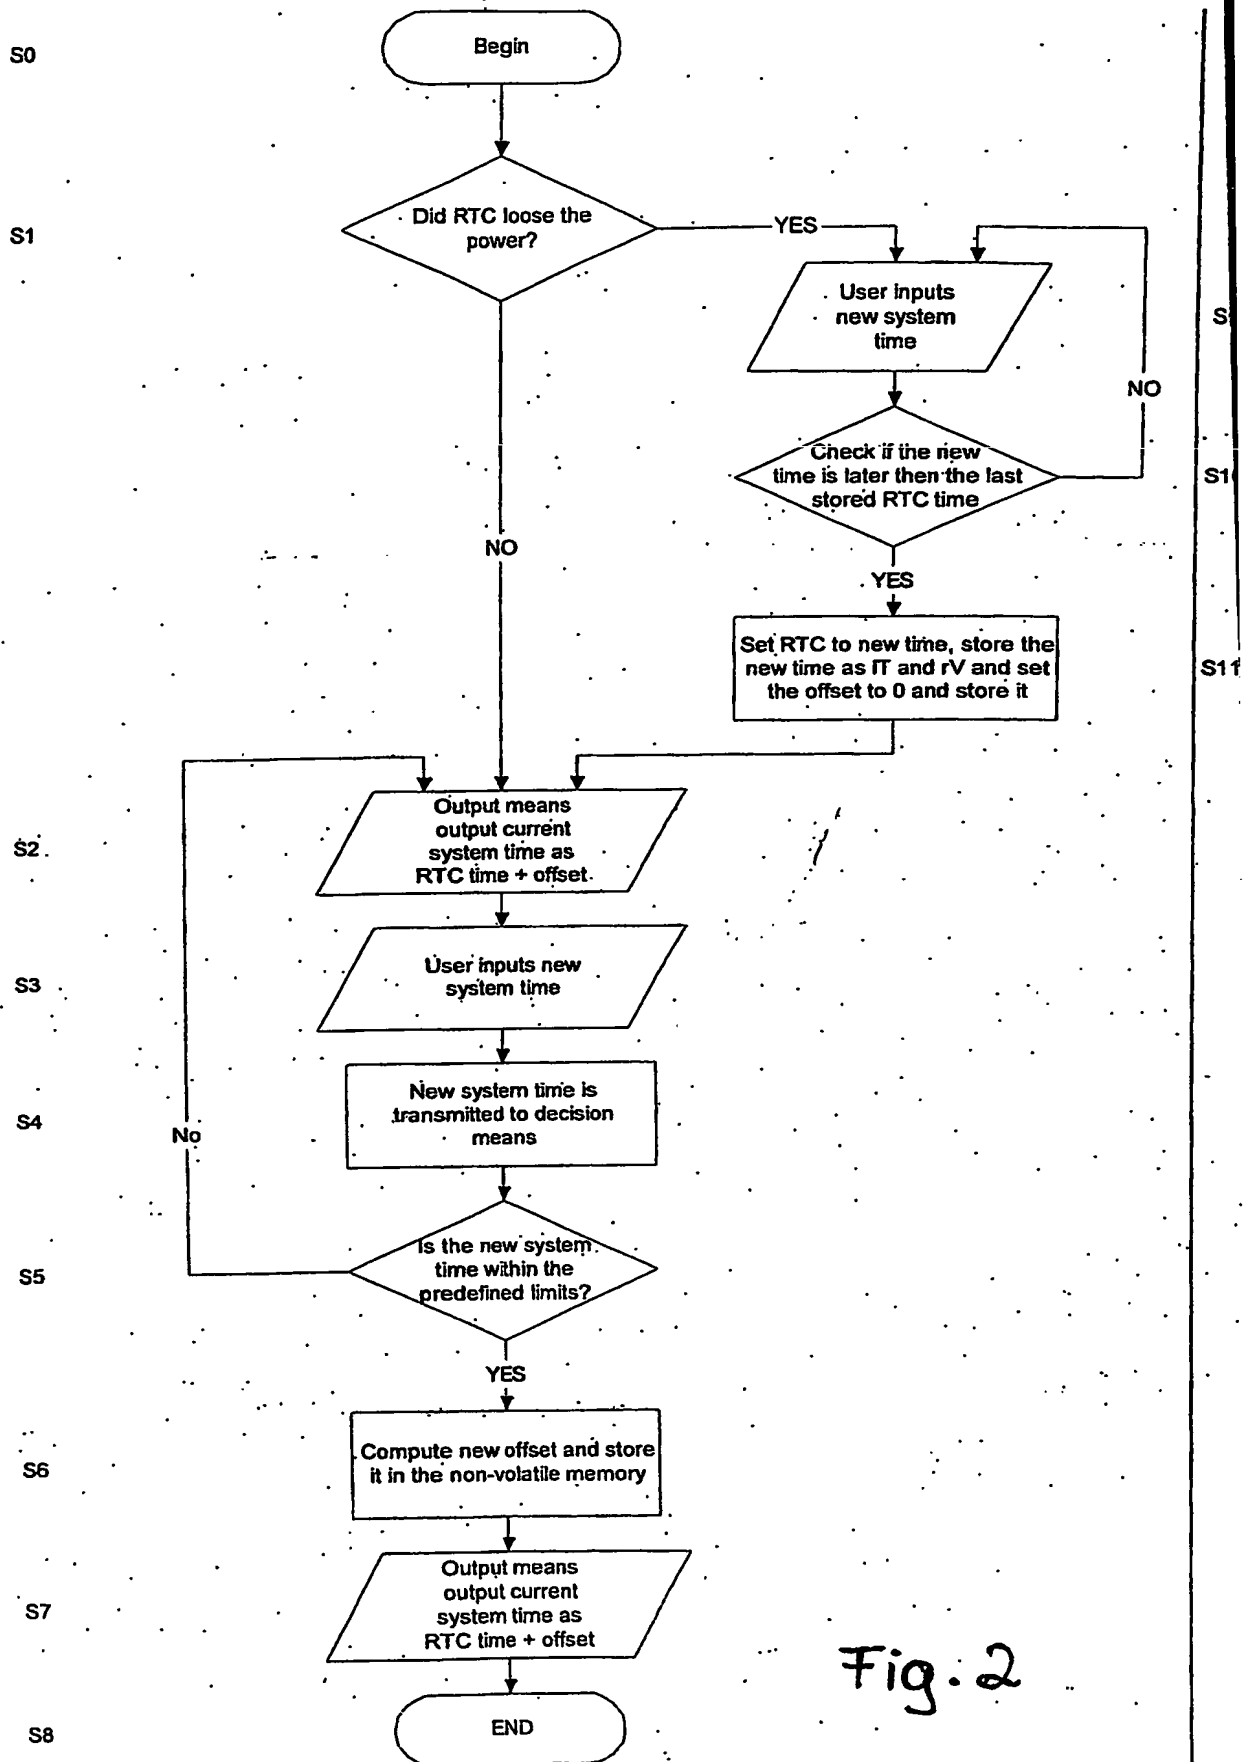 S0
Begin
S1
Did RTC loose the
power?
YES
User inputs
new system
time
S
NO
Check if the new
time is later then the last
stored RTC time
S1
NO
YES
Set RTC to new time, store the
new time as lT and rV and set
the offset to 0 and store it
S11
S2
Output means
output current
system time as
RTC time + offset
S3
User inputs new
system time
S4
New system time is
transmitted to decision
means
No
S5
Is the new system
time within the
predefined limits?
YES
S6
Compute new offset and store
it in the non-volatile memory
S7
Output means
output current
system time as
RTC time + offset
Fig. 2
S8
END